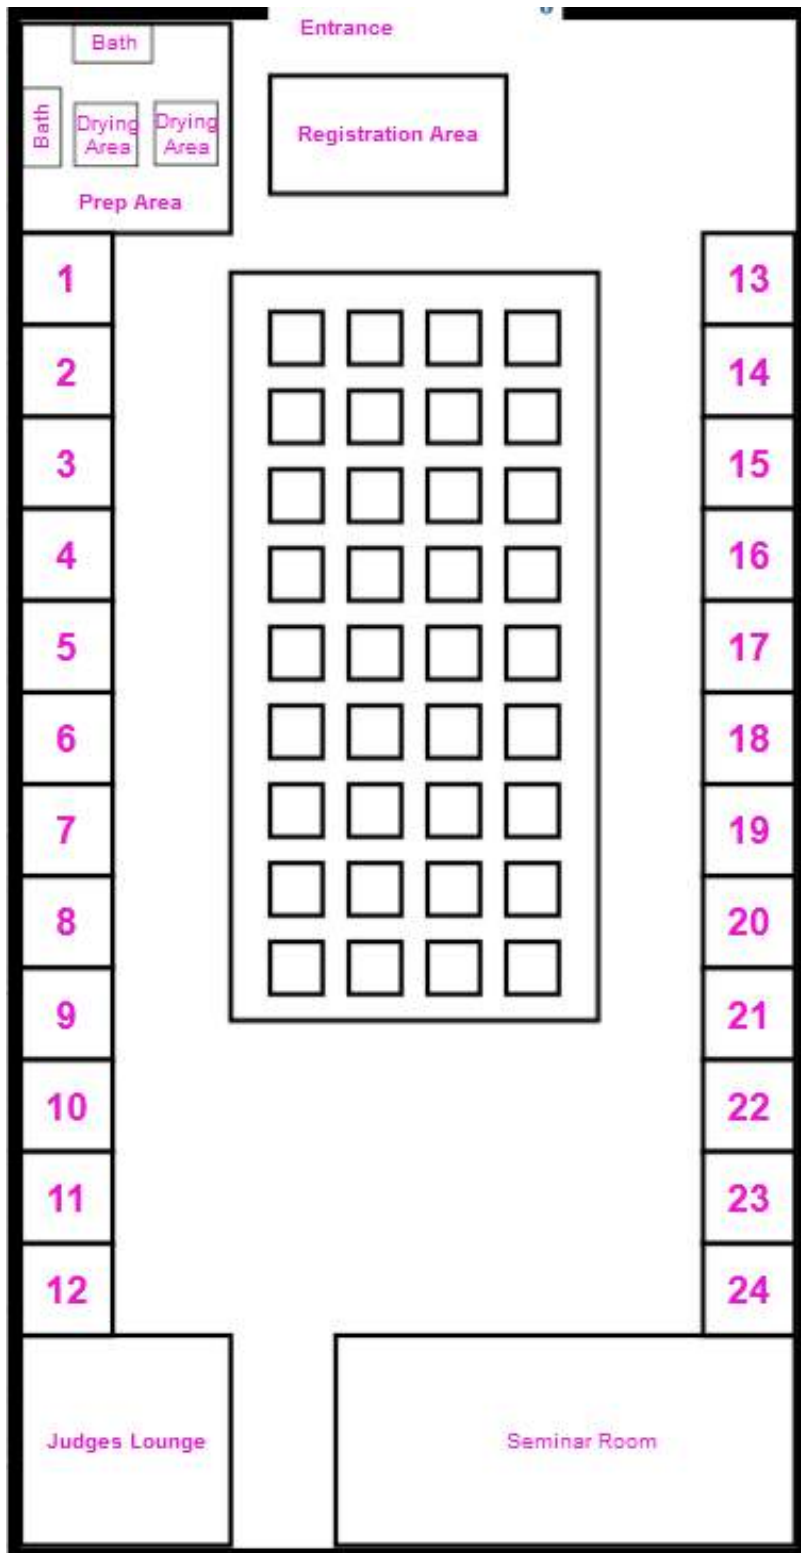 Entrance
Bath
Bath
Drying
Area
Drying
Area
Registration Area
Prep Area
1
13
2
14
3
15
4
16
5
17
6
18
7
19
8
20
9
21
10
22
11
23
12
24
Judges Lounge
Seminar Room